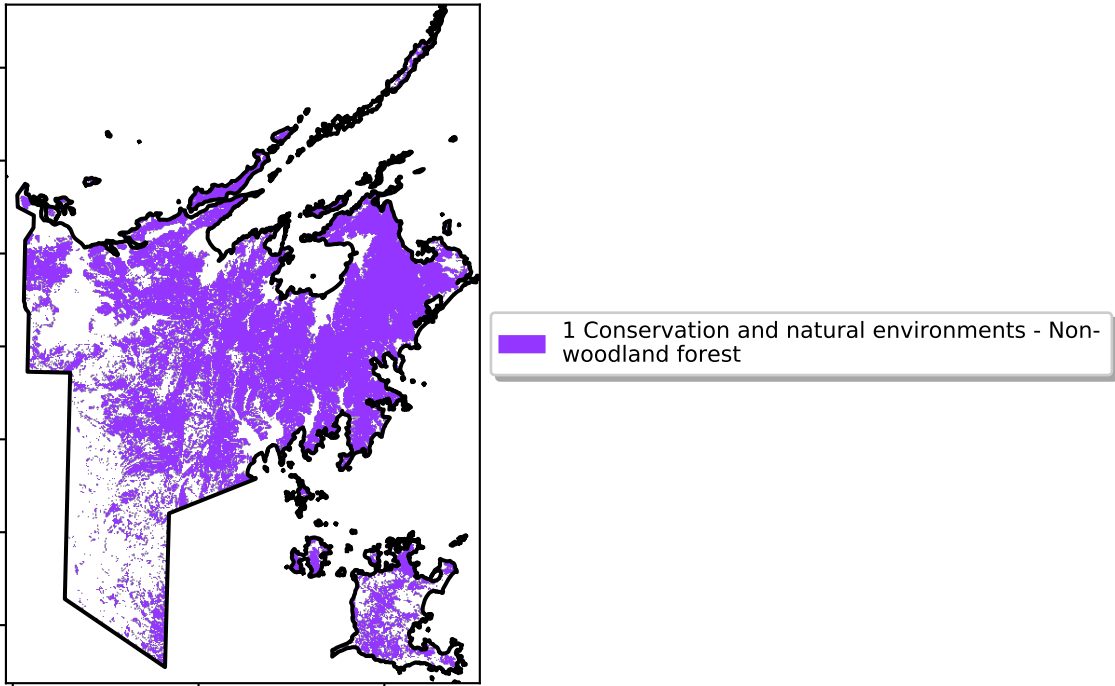 1 Conservation and natural environments - Non-
woodland forest